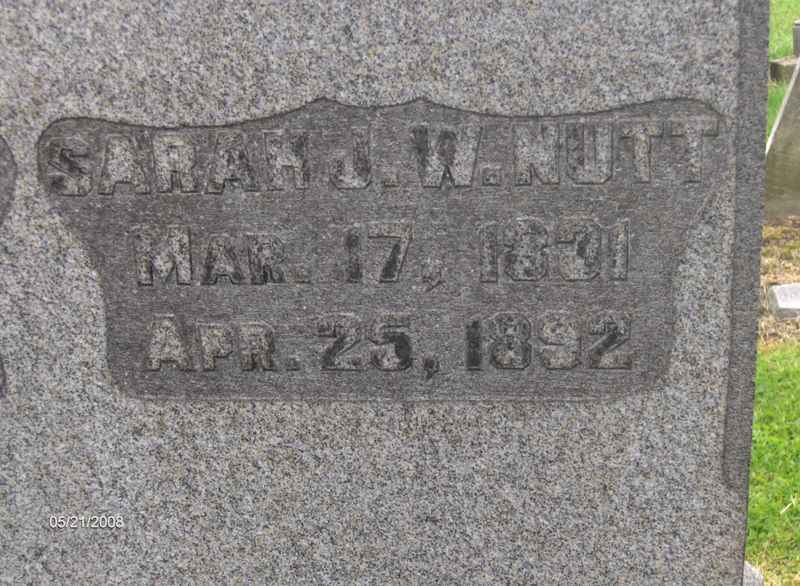 SARAH J. W. NUTT
MAR. 17, 1831
APR. 25, 1892
05/21/2008